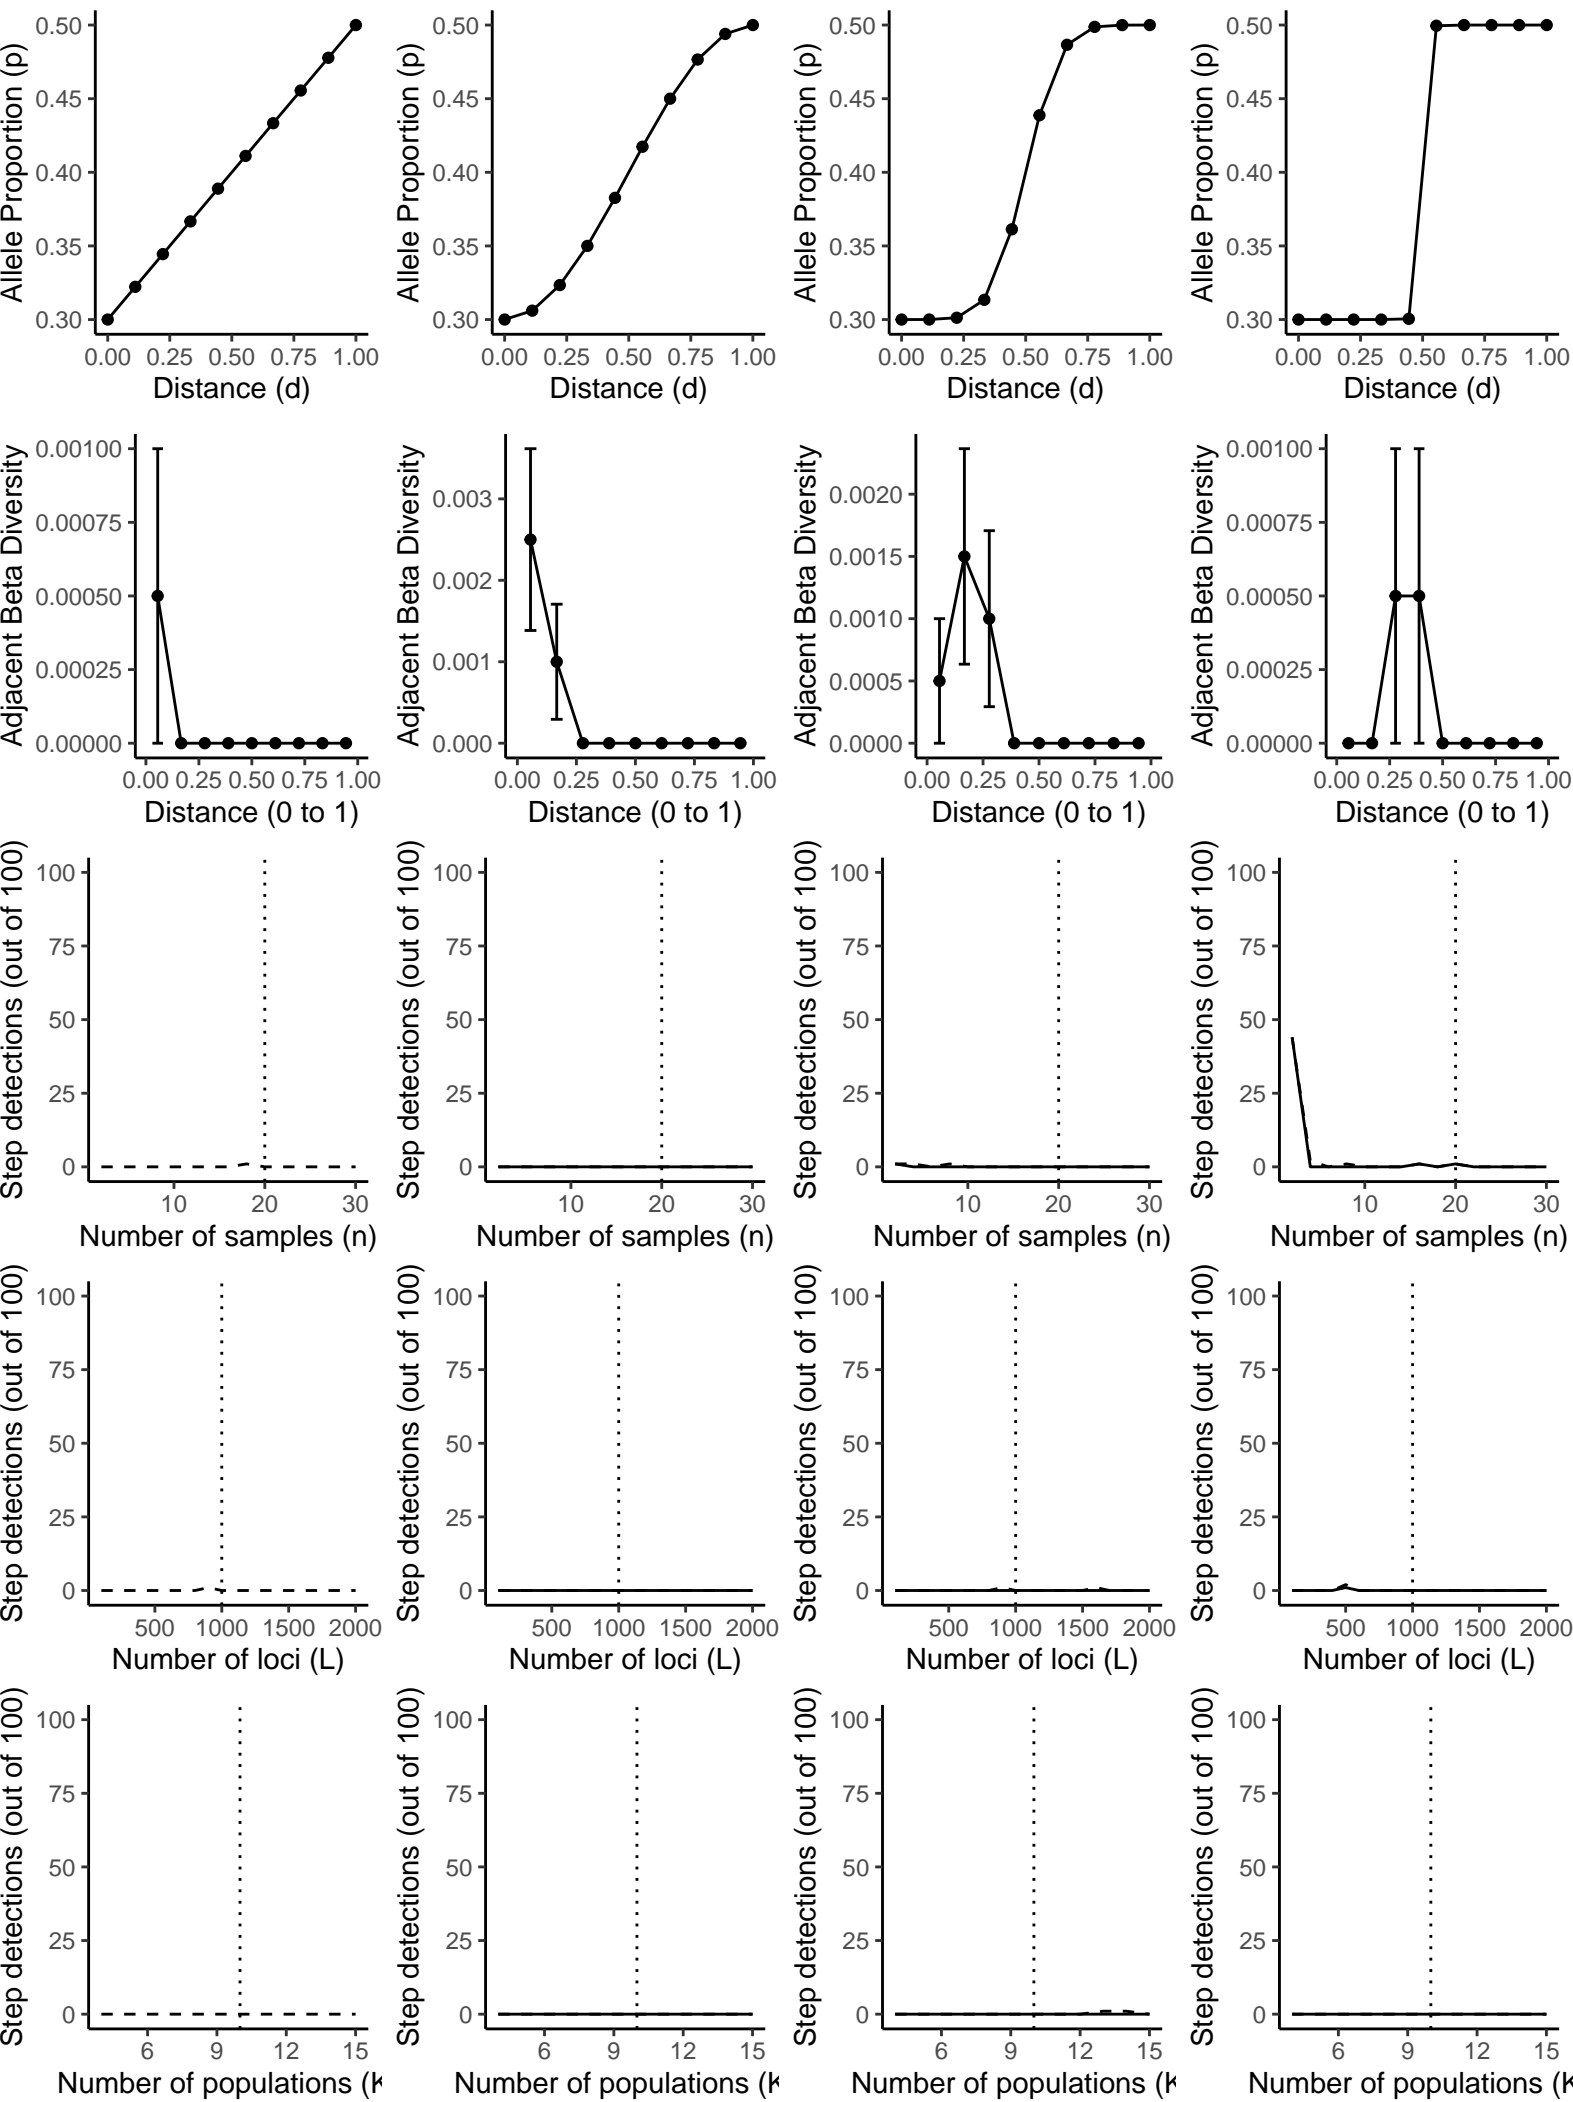 Allele Proportion (p)
0.50
0.45
0.40
0.35
0.30
0.00 0.25 0.50 0.75 1.00
Distance (d)
Allele Proportion (p)
0.50
0.45
0.40
0.35
0.30
0.00 0.25 0.50 0.75 1.00
Distance (d)
Allele Proportion (p)
0.50
0.45
0.40
0.35
0.30
0.00 0.25 0.50 0.75 1.00
Distance (d)
Allele Proportion (p)
0.50
0.45
0.40
0.35
0.30
0.00 0.25 0.50 0.75 1.00
Distance (d)
Adjacent Beta Diversity
0.00100
0.00075
0.00050
0.00025
0.00000
0.00 0.25 0.50 0.75 1.00
Distance (0 to 1)
Adjacent Beta Diversity
0.003
0.002
0.001
0.000
0.00 0.25 0.50 0.75 1.00
Distance (0 to 1)
Adjacent Beta Diversity
0.0020
0.0015
0.0010
0.0005
0.0000
0.00 0.25 0.50 0.75 1.00
Distance (0 to 1)
Adjacent Beta Diversity
0.00100
0.00075
0.00050
0.00025
0.00000
0.00 0.25 0.50 0.75 1.00
Distance (0 to 1)
Step detections (out of 100)
100
75
50
25
0
10 20 30
Number of samples (n)
Step detections (out of 100)
100
75
50
25
0
10 20 30
Number of samples (n)
Step detections (out of 100)
100
75
50
25
0
10 20 30
Number of samples (n)
Step detections (out of 100)
100
75
50
25
0
10 20 30
Number of samples (n)
Step detections (out of 100)
100
75
50
25
0
500 1000 1500 2000
Number of loci (L)
Step detections (out of 100)
100
75
50
25
0
500 1000 1500 2000
Number of loci (L)
Step detections (out of 100)
100
75
50
25
0
500 1000 1500 2000
Number of loci (L)
Step detections (out of 100)
100
75
50
25
0
500 1000 1500 2000
Number of loci (L)
Step detections (out of 100)
100
75
50
25
0
6 9 12 15
Number of populations (K
Step detections (out of 100)
100
75
50
25
0
6 9 12 15
Number of populations (K
Step detections (out of 100)
100
75
50
25
0
6 9 12 15
Number of populations (K
Step detections (out of 100)
100
75
50
25
0
6 9 12 15
Number of populations (K